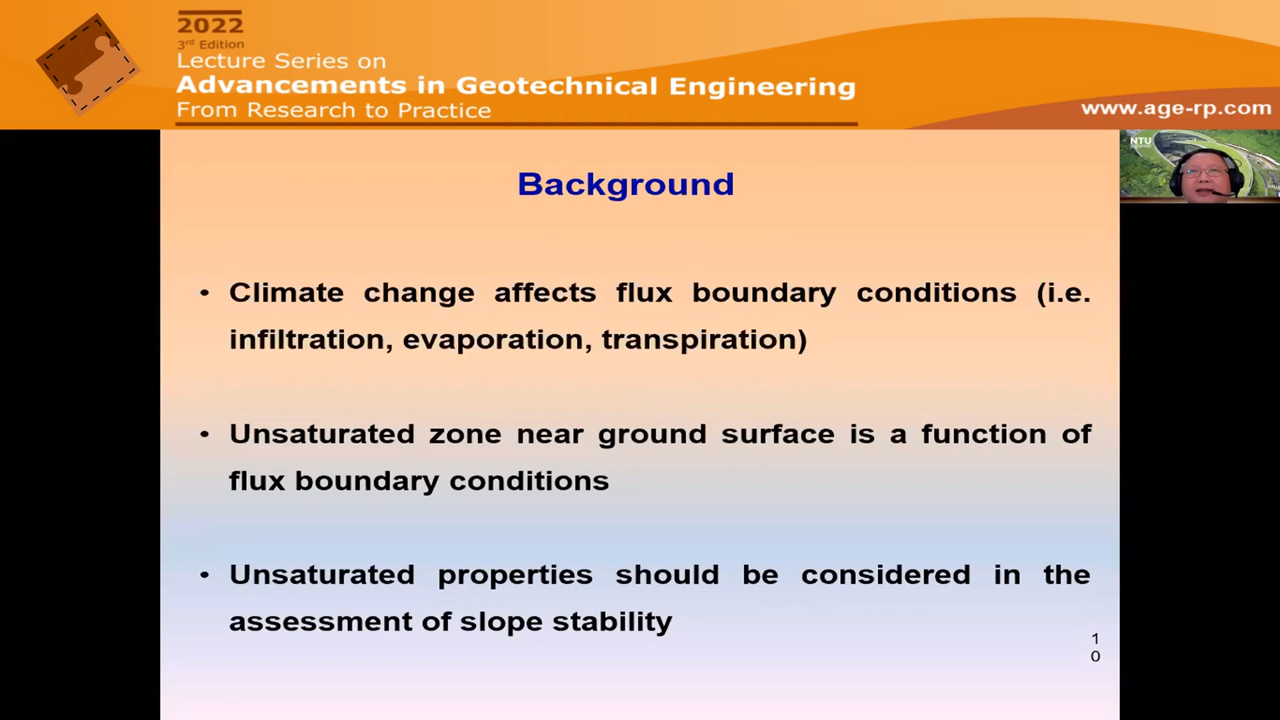 2022
3rd Edition
Lecture Series on
Advancements in Geotechnical Engineering
From Research to Practice
www.age-rp.com
NTU
Background
• Climate change affects flux boundary conditions (i.e.
infiltration, evaporation, transpiration)
• Unsaturated zone near ground surface is a function of
flux boundary conditions
• Unsaturated properties should be considered in the
assessment of slope stability
1
0